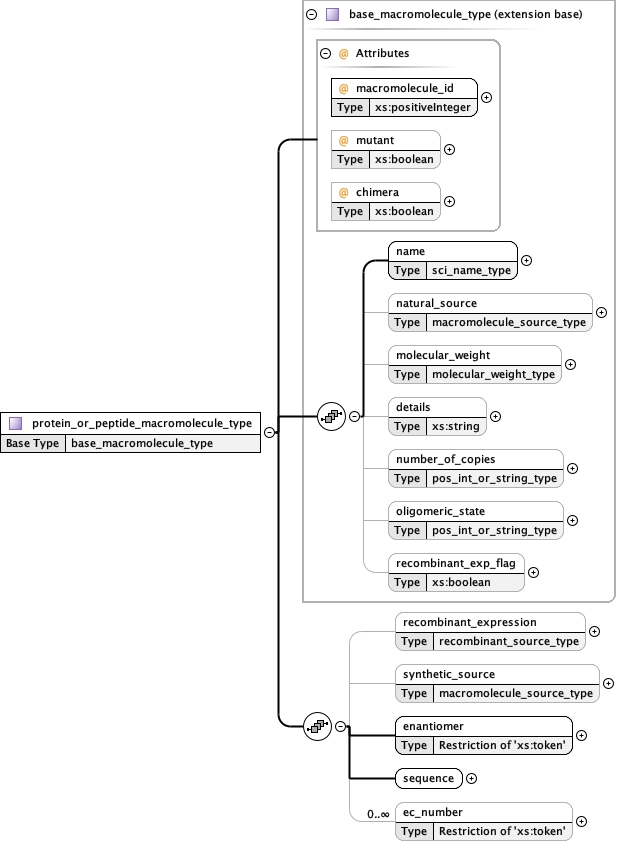 base_macromolecule_type (extension base)
@ Attributes
@ macromolecule_id
Type xs:positiveInteger
@ mutant
Type xs:boolean
@ chimera
Type xs:boolean
name
Type sci_name_type
natural_source
Type macromolecule_source_type
molecular_weight
Type molecular_weight_type
details
Type xs:string
number_of_copies
Type pos_int_or_string_type
oligomeric_state
Type pos_int_or_string_type
recombinant_exp_flag
Type xs:boolean
protein_or_peptide_macromolecule_type
Base Type base_macromolecule_type
recombinant_expression
Type recombinant_source_type
synthetic_source
Type macromolecule_source_type
enantiomer
Type Restriction of 'xs:token'
sequence
0..∞ ec_number
Type Restriction of 'xs:token'